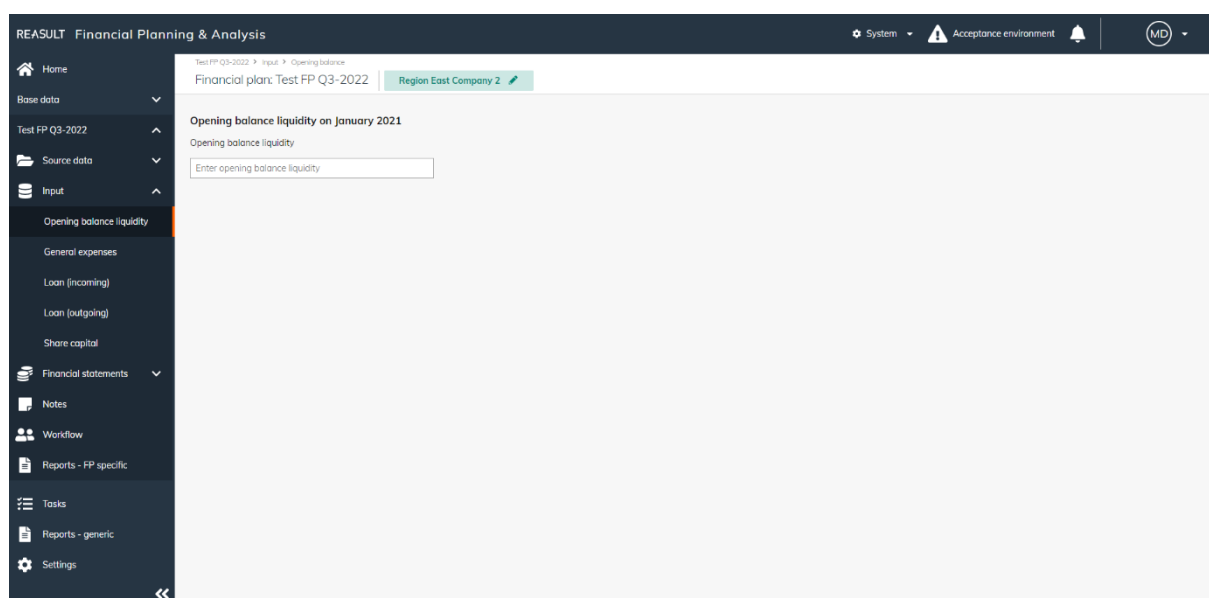 REASULT Financial Planning & Analysis
System
Acceptance environment
MD
Home
Base data
Test FP Q3-2022
Source data
Input
Opening balance liquidity
General expenses
Loan (incoming)
Loan (outgoing)
Share capital
Financial statements
Notes
Workflow
Reports - FP specific
Tasks
Reports - generic
Settings
Test FP Q3-2022 > Input > Opening balance
Financial plan: Test FP Q3-2022
Region East Company 2
Opening balance liquidity on January 2021
Opening balance liquidity
Enter opening balance liquidity